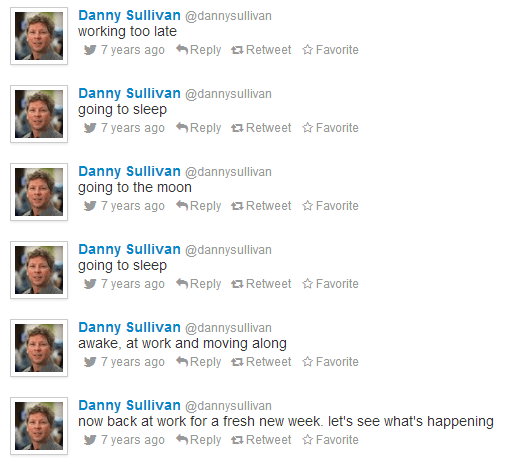 Danny Sullivan @dannysullivan
working too late
7 years ago Reply Retweet Favorite
Danny Sullivan @dannysullivan
going to sleep
7 years ago Reply Retweet Favorite
Danny Sullivan @dannysullivan
going to the moon
7 years ago Reply Retweet Favorite
Danny Sullivan @dannysullivan
going to sleep
7 years ago Reply Retweet Favorite
Danny Sullivan @dannysullivan
awake, at work and moving along
7 years ago Reply Retweet Favorite
Danny Sullivan @dannysullivan
now back at work for a fresh new week. let's see what's happening
7 years ago Reply Retweet Favorite